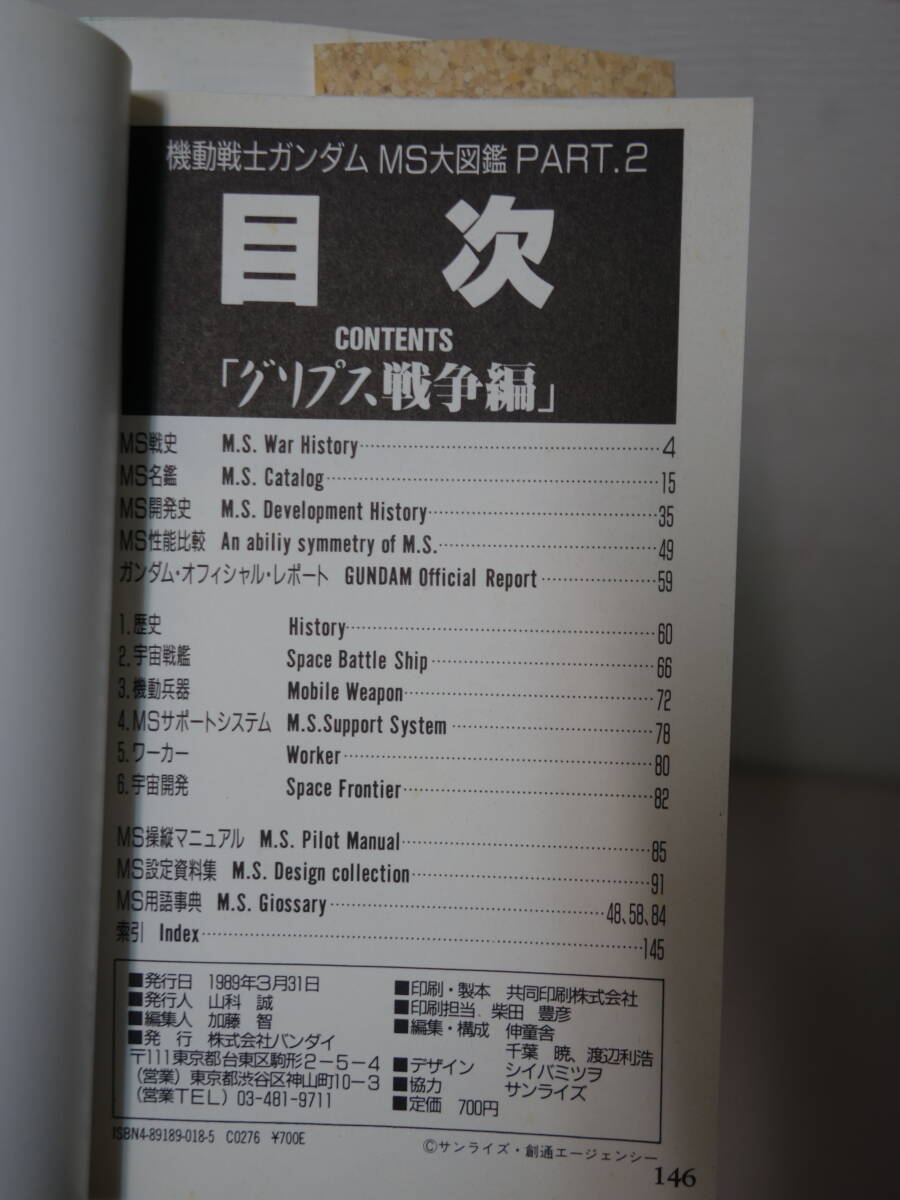 機動戦士ガンダム MS大図鑑 PART.2
目次
CONTENTS
「グリプス戦争編」
MS戦史 M.S. War History 4
MS名鑑 M.S. Catalog 15
MS開発史 M.S. Development History 35
MS性能比較 An abiliy symmetry of M.S. 49
ガンダム・オフィシャル・レポート GUNDAM Official Report 59
1.歴史 History 60
2.宇宙戦艦 Space Battle Ship 66
3.機動兵器 Mobile Weapon 72
4.MSサポートシステム M.S.Support System 78
5.ワーカー Worker 80
6.宇宙開発 Space Frontier 82
MS操縦マニュアル M.S. Pilot Manual 85
MS設定資料集 M.S. Design collection 91
MS用語事典 M.S. Giossary 48、58、84
索引 Index 145
■発行日 1989年3月31日
■発行人 山科 誠
■編集人 加藤 智
■発 行 株式会社バンダイ
〒111東京都台東区駒形2-5-4
(営業) 東京都渋谷区神山町10-3
(営業TEL) 03-481-9711
■印刷・製本 共同印刷株式会社
■印刷担当 柴田 豊彦
■編集・構成 伸童舎
千葉 暁、渡辺利浩
■デザイン シイバミツヲ
■協力 サンライズ
■定価 700円
ISBN4-89189-018-5 C0276 ¥700E
©サンライズ・創通エージェンシー
146